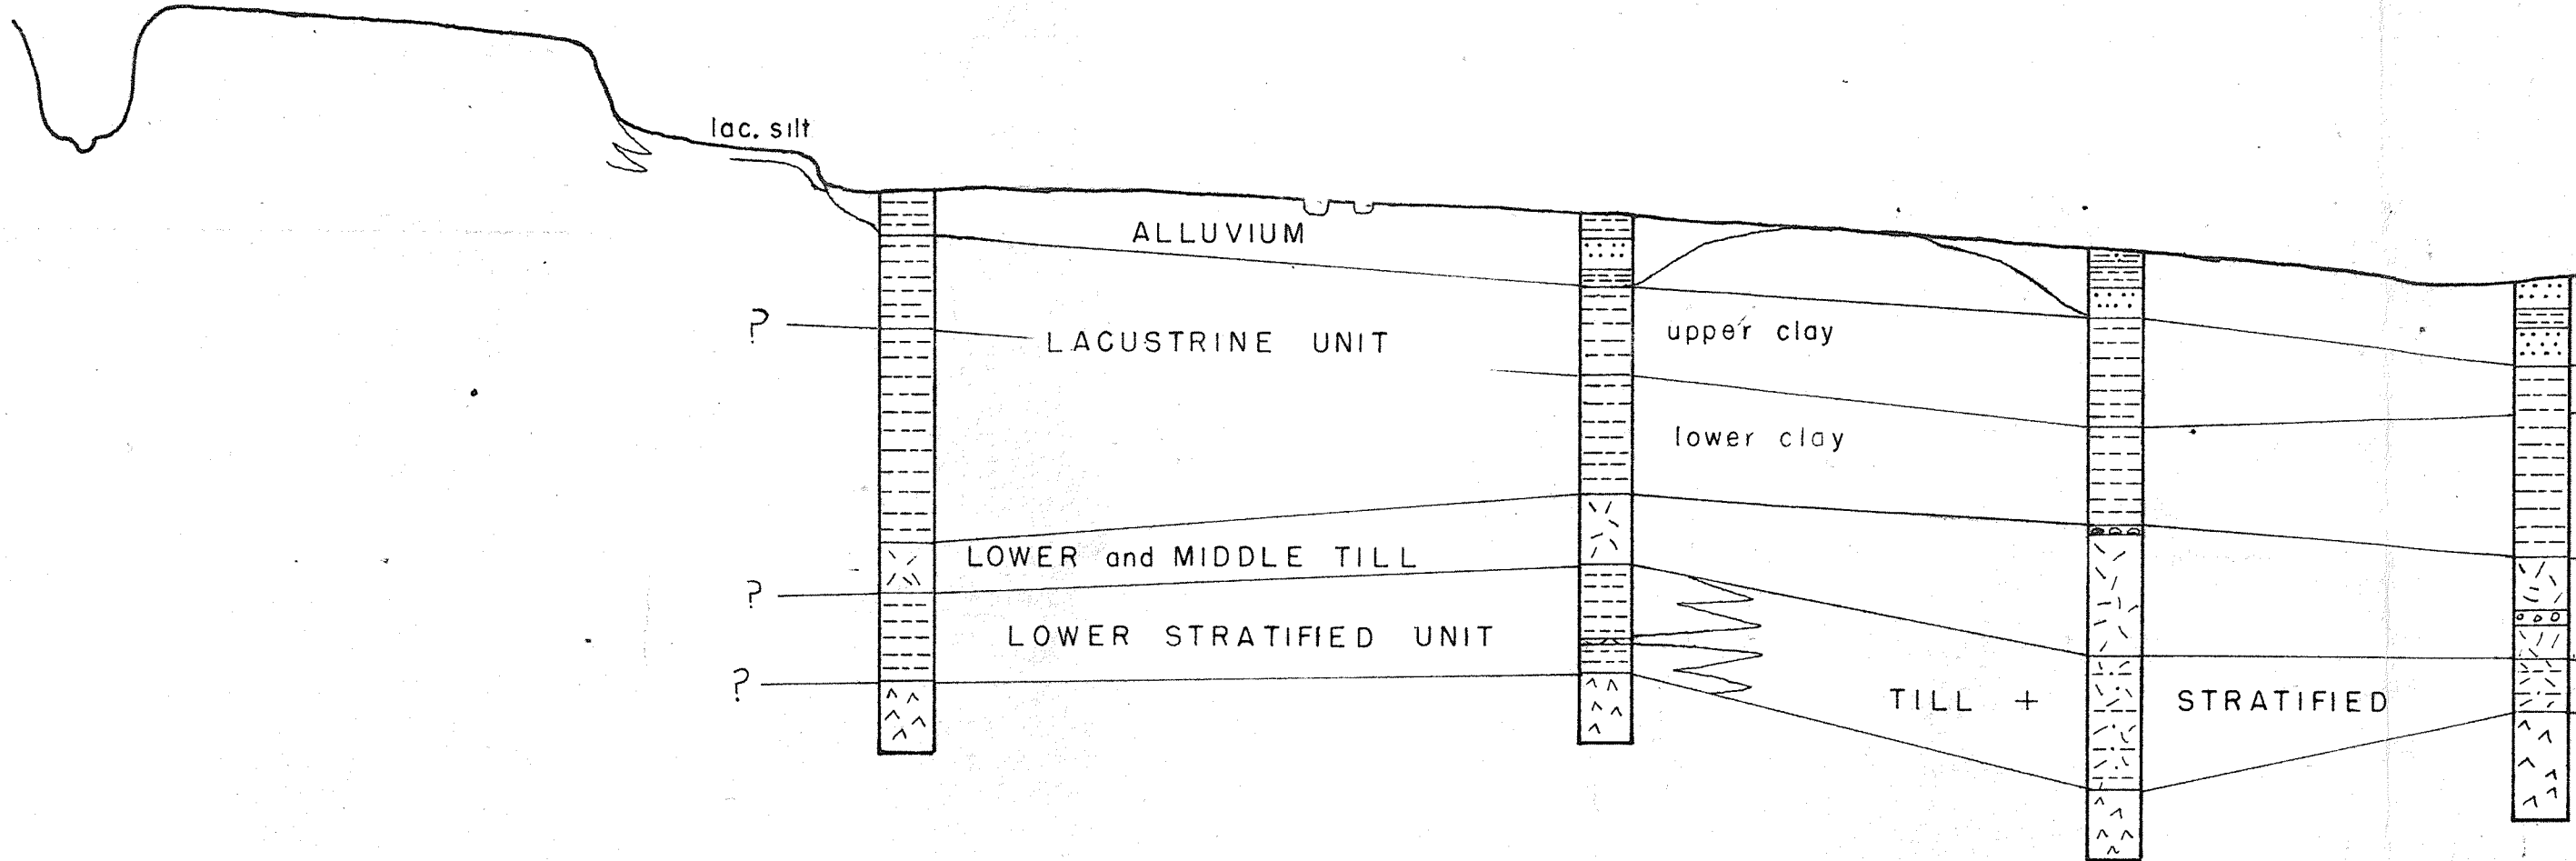 lac. silt
ALLUVIUM
? LACUSTRINE UNIT
upper clay
lower clay
LOWER and MIDDLE TILL
?
LOWER STRATIFIED UNIT
?
TILL + STRATIFIED